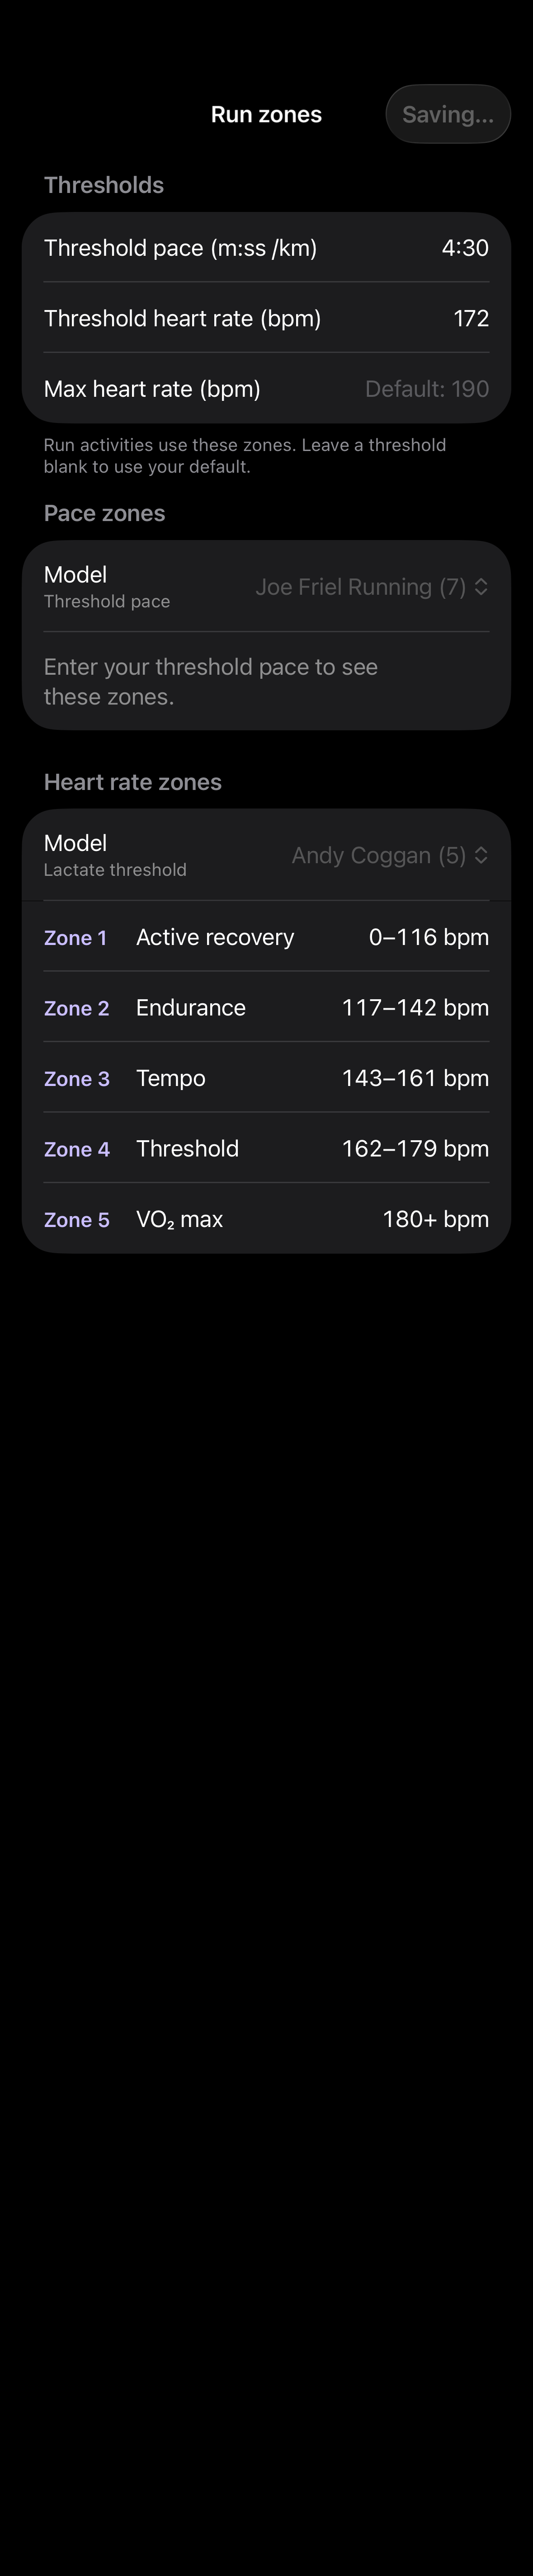 Run zones
Saving...
Thresholds
Threshold pace (m:ss /km) 4:30
Threshold heart rate (bpm) 172
Max heart rate (bpm) Default: 190
Run activities use these zones. Leave a threshold
blank to use your default.
Pace zones
Model
Threshold pace
Joe Friel Running (7)
Enter your threshold pace to see
these zones.
Heart rate zones
Model
Lactate threshold
Andy Coggan (5)
Zone 1 Active recovery 0–116 bpm
Zone 2 Endurance 117–142 bpm
Zone 3 Tempo 143–161 bpm
Zone 4 Threshold 162–179 bpm
Zone 5 VO₂ max 180+ bpm